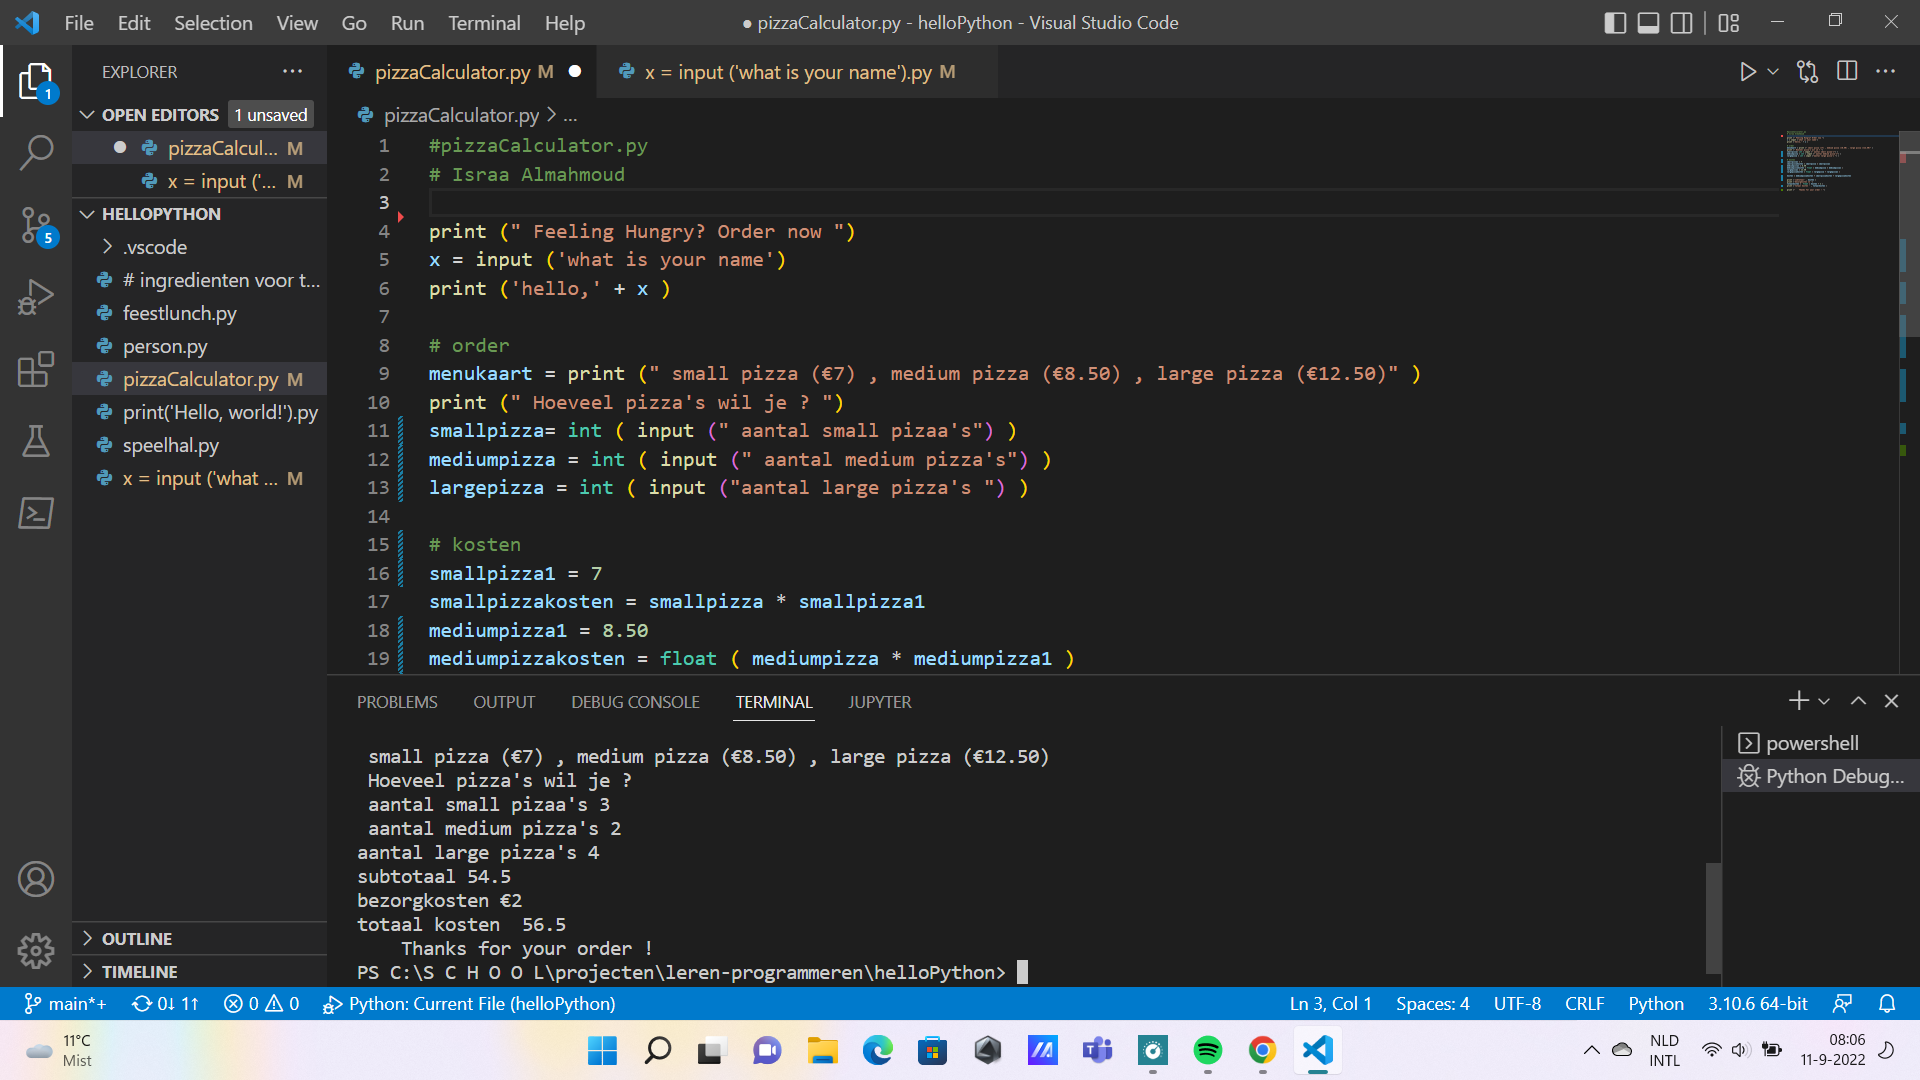 File Edit Selection View Go Run Terminal Help
● pizzaCalculator.py - helloPython - Visual Studio Code
EXPLORER
pizzaCalculator.py M
x = input ('what is your name').py M
1
OPEN EDITORS 1 unsaved
pizzaCalcul... M
x = input ('... M
HELLOPYTHON
5
.vscode
# ingredienten voor t...
feestlunch.py
person.py
pizzaCalculator.py M
print('Hello, world!').py
speelhal.py
x = input ('what ... M
OUTLINE
TIMELINE
pizzaCalculator.py > ...
1 #pizzaCalculator.py
2 # Israa Almahmoud
3
4 print (" Feeling Hungry? Order now ")
5 x = input ('what is your name')
6 print ('hello,' + x )
7
8 # order
9 menukaart = print (" small pizza (€7) , medium pizza (€8.50) , large pizza (€12.50)" )
10 print (" Hoeveel pizza's wil je ? ")
11 smallpizza= int ( input (" aantal small pizaa's") )
12 mediumpizza = int ( input (" aantal medium pizza's") )
13 largepizza = int ( input ("aantal large pizza's ") )
14
15 # kosten
16 smallpizza1 = 7
17 smallpizzakosten = smallpizza * smallpizza1
18 mediumpizza1 = 8.50
19 mediumpizzakosten = float ( mediumpizza * mediumpizza1 )
PROBLEMS OUTPUT DEBUG CONSOLE TERMINAL JUPYTER
small pizza (€7) , medium pizza (€8.50) , large pizza (€12.50)
Hoeveel pizza's wil je ?
aantal small pizaa's 3
aantal medium pizza's 2
aantal large pizza's 4
subtotaal 54.5
bezorgkosten €2
totaal kosten  56.5
Thanks for your order !
PS C:\S C H O O L\projecten\leren-programmeren\helloPython>
powershell
Python Debug...
main*+ 0↓ 1↑ 0 0 Python: Current File (helloPython)
Ln 3, Col 1 Spaces: 4 UTF-8 CRLF Python 3.10.6 64-bit
11°C
Mist
NLD
INTL
08:06
11-9-2022